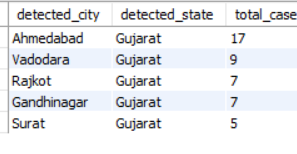 detected_city detected_state total_case
Ahmedabad Gujarat 17
Vadodara Gujarat 9
Rajkot Gujarat 7
Gandhinagar Gujarat 7
Surat Gujarat 5